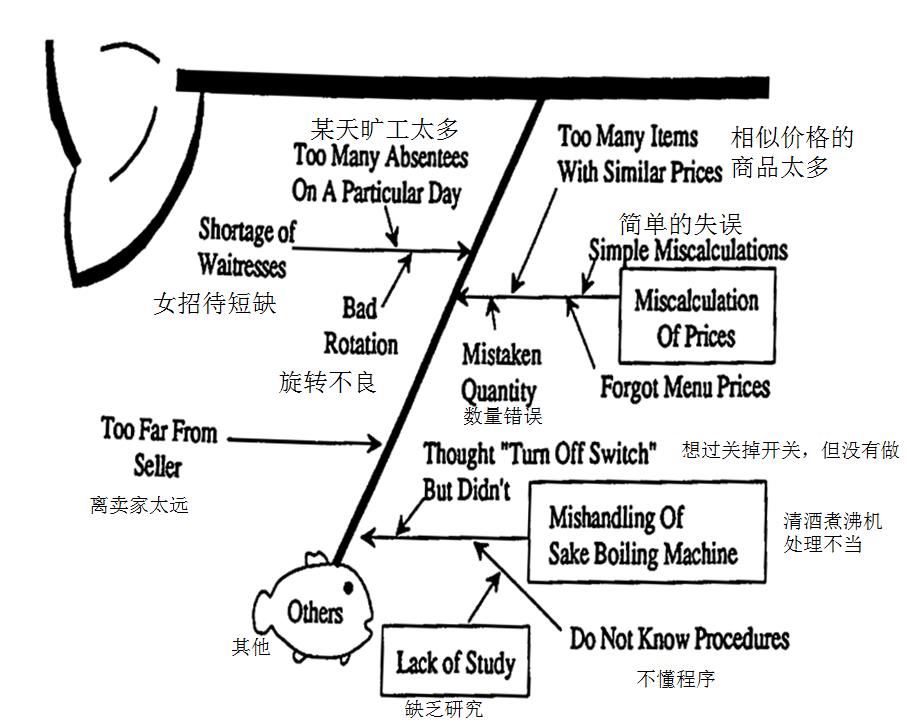 某天旷工太多
Too Many Absentees
On A Particular Day
Too Many Items
With Similar Prices
相似价格的
商品太多
Shortage of
Waitresses
女招待短缺
简单的失误
Simple Miscalculations
Miscalculation
Of Prices
Bad
Rotation
旋转不良
Mistaken
Quantity
数量错误
Forgot Menu Prices
Too Far From
Seller
离卖家太远
Thought "Turn Off Switch"
But Didn't
想过关掉开关，但没有做
Mishandling Of
Sake Boiling Machine
清酒煮沸机
处理不当
Others
其他
Lack of Study
缺乏研究
Do Not Know Procedures
不懂程序